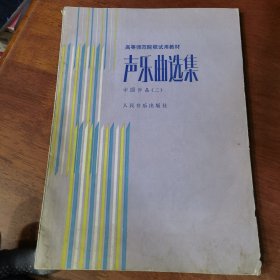 高等师范院校试用教材
声乐曲选集
中国作品(二)
人民音乐出版社